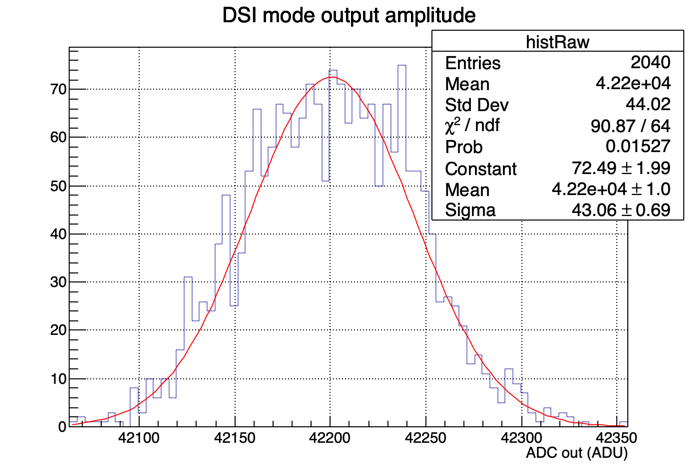 DSI mode output amplitude
histRaw
Entries 2040
Mean 4.22e+04
Std Dev 44.02
χ² / ndf 90.87 / 64
Prob 0.01527
Constant 72.49 ± 1.99
Mean 4.22e+04 ± 1.0
Sigma 43.06 ± 0.69
70
60
50
40
30
20
10
0
42100 42150 42200 42250 42300 42350
ADC out (ADU)